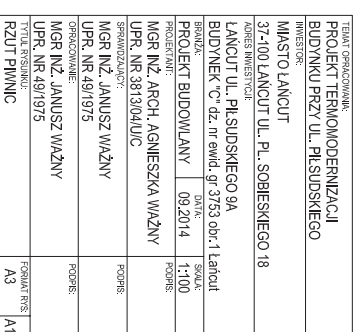 TEMAT OPRACOWANIA:
PROJEKT TERMOMODERNIZACJI
BUDYNKU PRZY UL. PIŁSUDSKIEGO
INWESTOR:
MIASTO ŁAŃCUT
37-100 ŁAŃCUT UL. PL. SOBIESKIEGO 18
ADRES INWESTYCJI:
ŁAŃCUT UL. PIŁSUDSKIEGO 9A
BUDYNEK "C" dz. nr ewid. gr 3753 obr.1 Łańcut
BRANŻA: DATA: SKALA:
PROJEKT BUDOWLANY 09.2014 1:100
PROJEKTANT: PODPIS:
MGR INŻ. ARCH. AGNIESZKA WAŻNY
UPR. NR 3813/04/U/C
SPRAWDZAJĄCY: PODPIS:
MGR INŻ. JANUSZ WAŻNY
UPR. NR 49/1975
OPRACOWANIE: PODPIS:
MGR INŻ. JANUSZ WAŻNY
UPR. NR 49/1975
TYTUŁ RYSUNKU: FORMAT RYS:
RZUT PIWNIC A3 A1